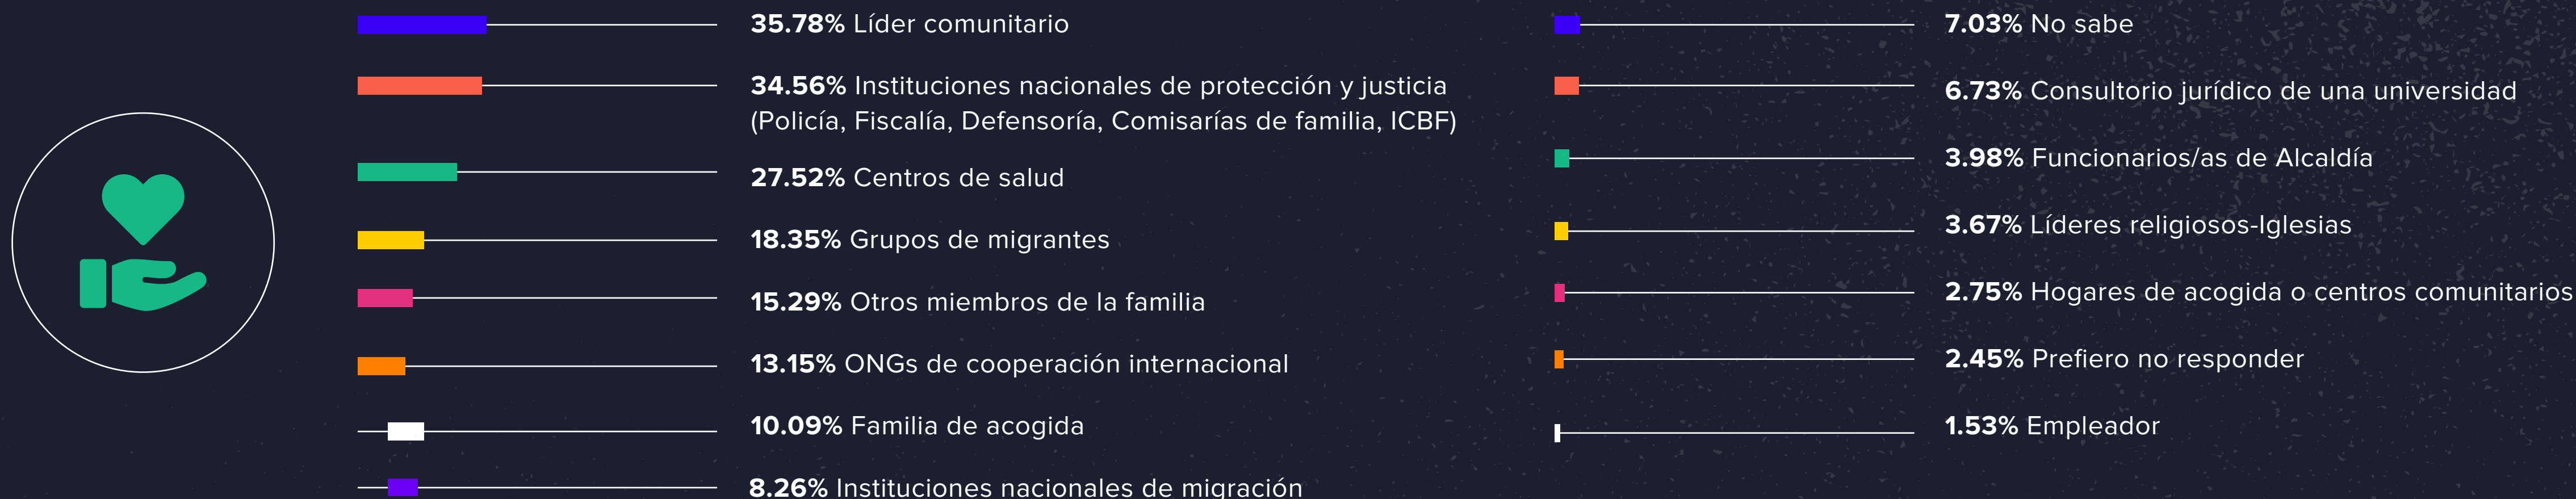 35.78% Líder comunitario
34.56% Instituciones nacionales de protección y justicia
(Policía, Fiscalía, Defensoría, Comisarías de familia, ICBF)
27.52% Centros de salud
18.35% Grupos de migrantes
15.29% Otros miembros de la familia
13.15% ONGs de cooperación internacional
10.09% Familia de acogida
8.26% Instituciones nacionales de migración
7.03% No sabe
6.73% Consultorio jurídico de una universidad
3.98% Funcionarios/as de Alcaldía
3.67% Líderes religiosos-Iglesias
2.75% Hogares de acogida o centros comunitarios
2.45% Prefiero no responder
1.53% Empleador